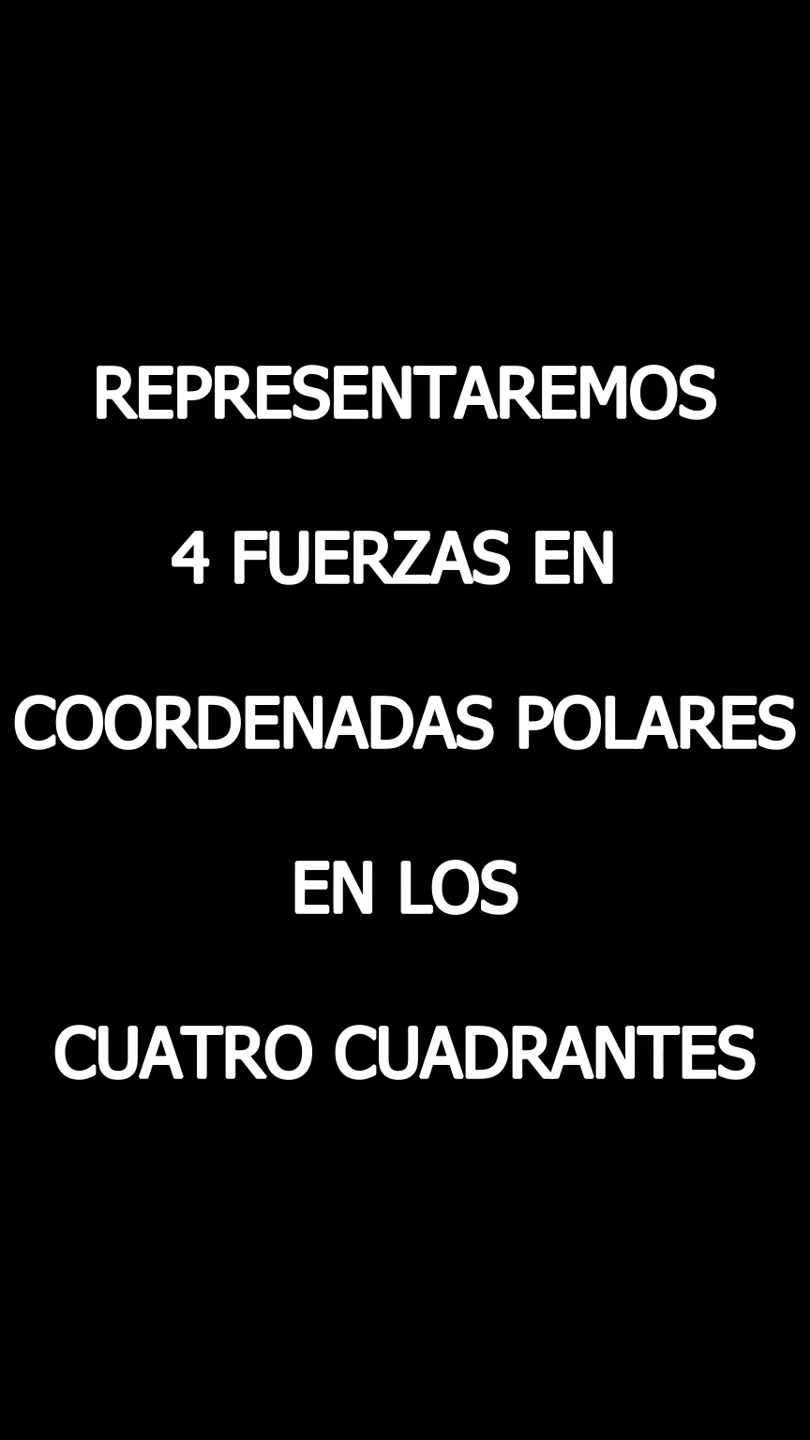 REPRESENTAREMOS
4 FUERZAS EN
COORDENADAS POLARES
EN LOS
CUATRO CUADRANTES